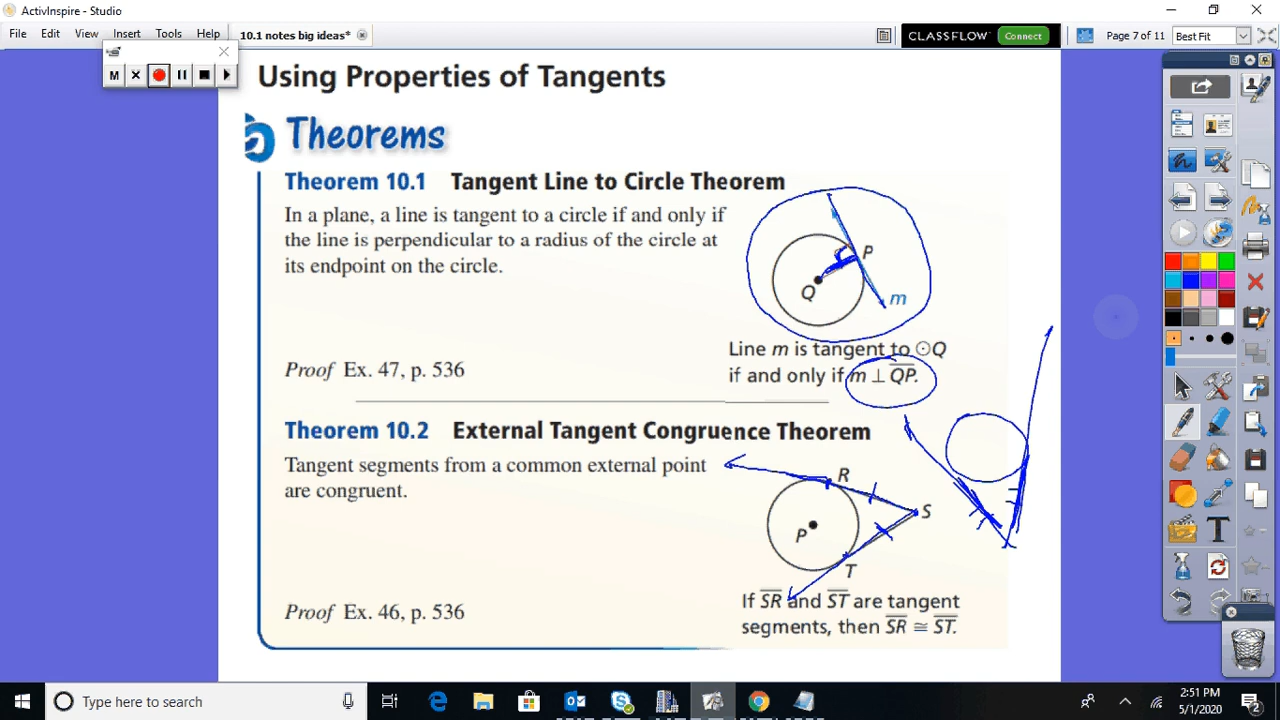 ActivInspire - Studio
File Edit View Insert Tools Help
10.1 notes big ideas*
CLASSFLOW Connect
Page 7 of 11
Best Fit
M
Using Properties of Tangents
Theorems
Theorem 10.1 Tangent Line to Circle Theorem
In a plane, a line is tangent to a circle if and only if
the line is perpendicular to a radius of the circle at
its endpoint on the circle.
P
Q
m
Line m is tangent to ⊙Q
if and only if m ⊥ Q̅P̅.
Proof Ex. 47, p. 536
Theorem 10.2 External Tangent Congruence Theorem
Tangent segments from a common external point
are congruent.
R
S
P
T
If S̅R̅ and S̅T̅ are tangent
segments, then S̅R̅ ≅ S̅T̅.
Proof Ex. 46, p. 536
Type here to search
2:51 PM
5/1/2020
2